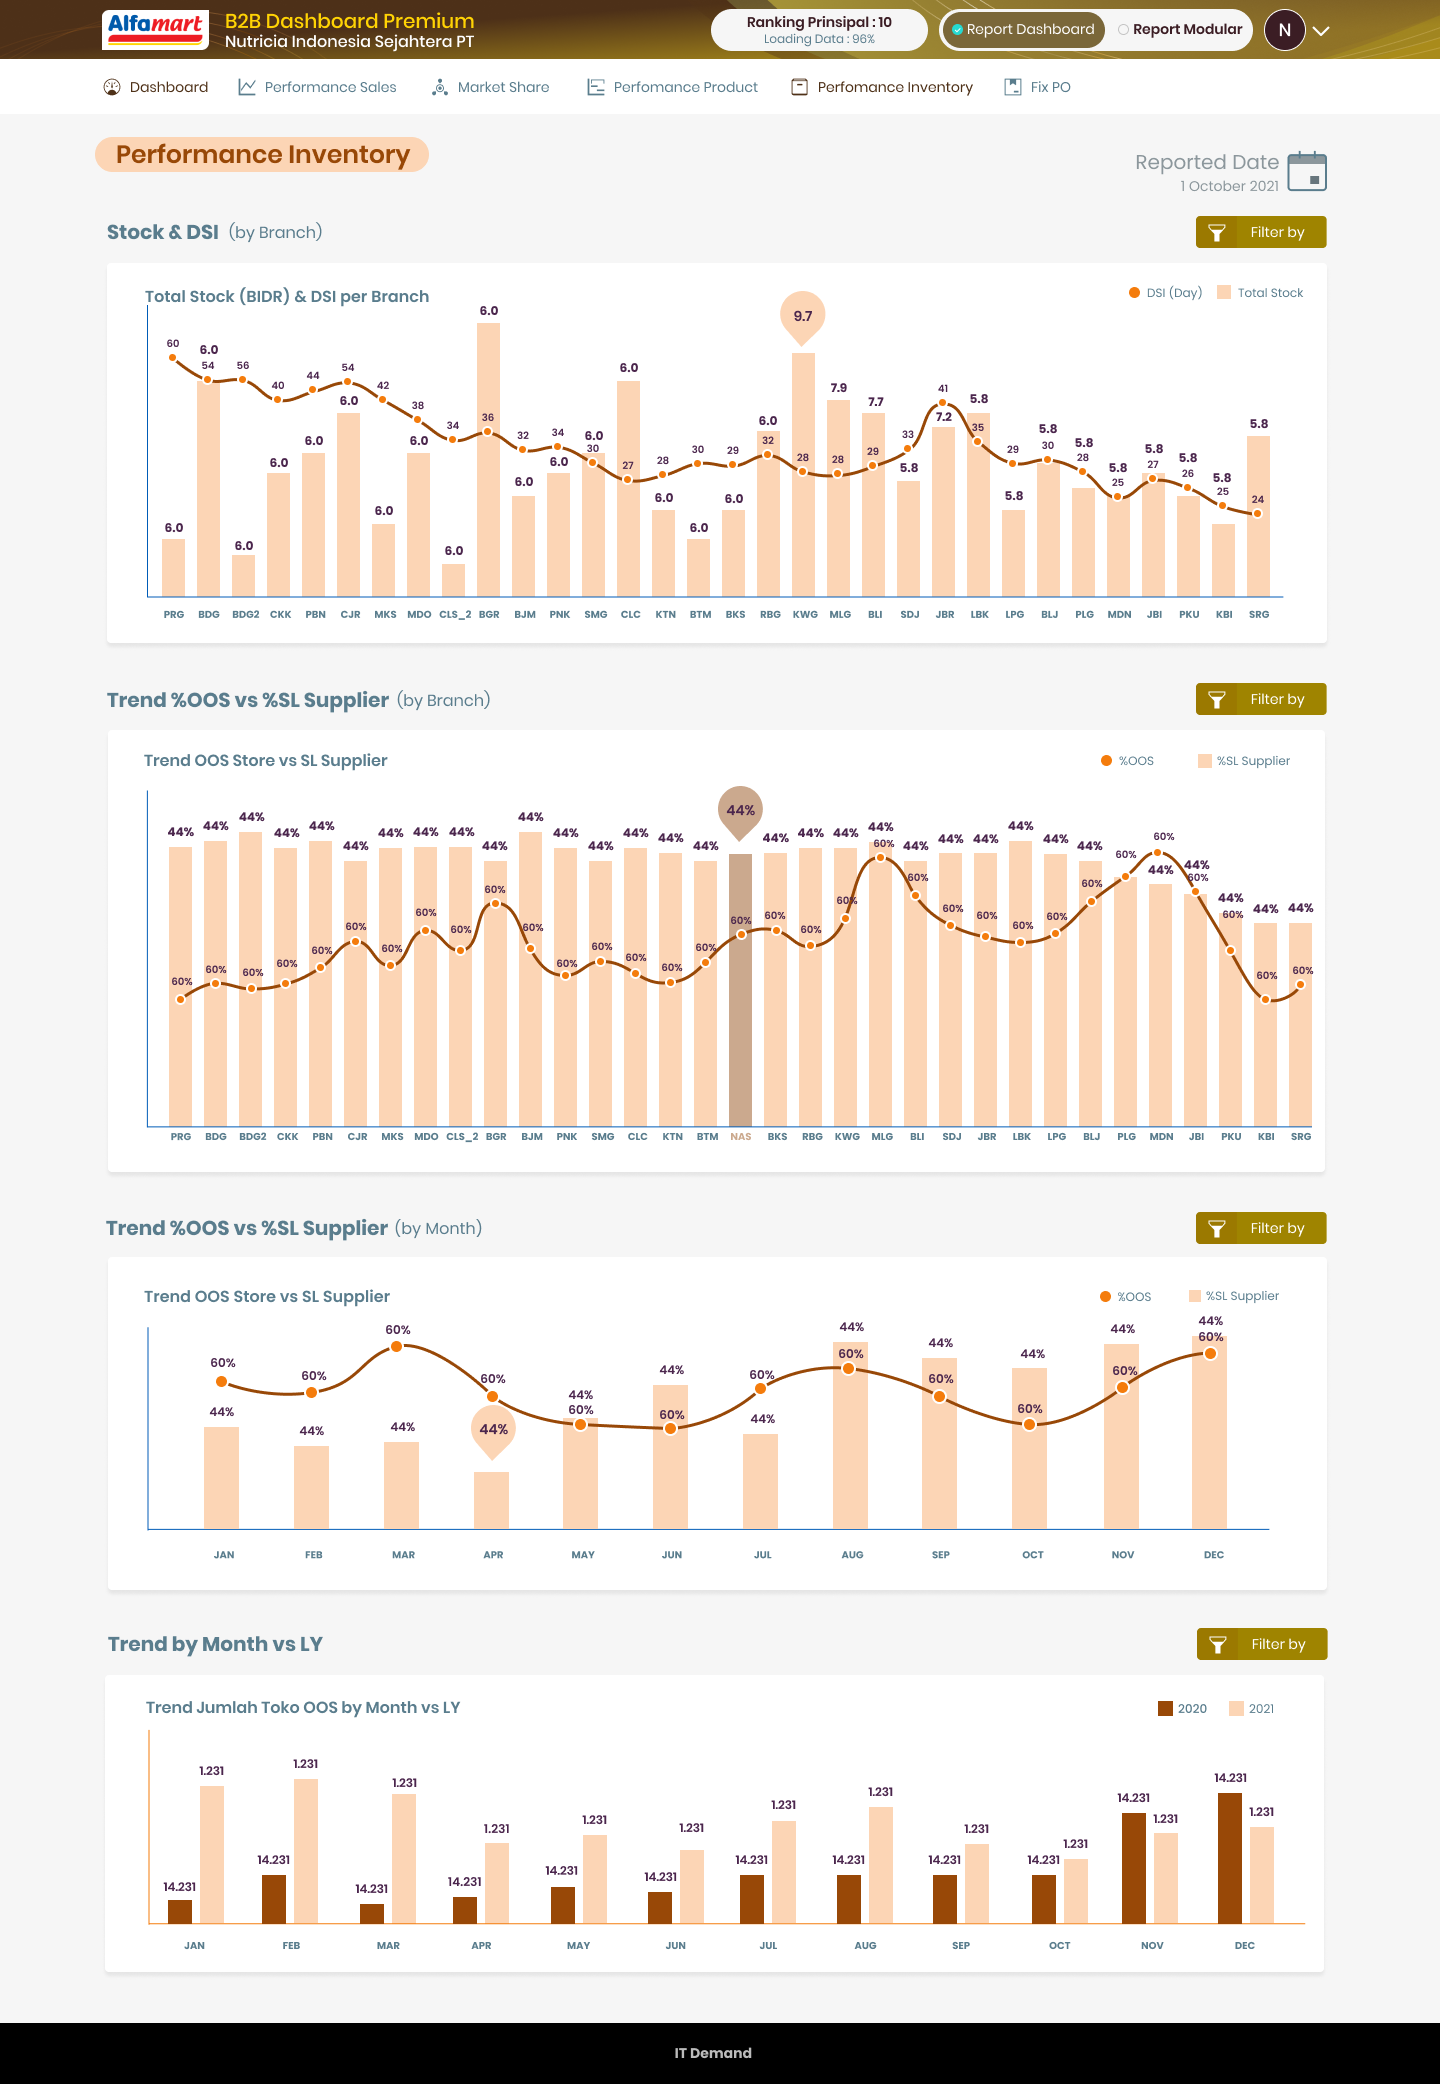 Alfamart
B2B Dashboard Premium
Nutricia Indonesia Sejahtera PT
Ranking Prinsipal : 10
Loading Data : 96%
Report Dashboard
Report Modular
N
Dashboard
Performance Sales
Market Share
Perfomance Product
Perfomance Inventory
Fix PO
Performance Inventory
Reported Date
1 October 2021
Stock & DSI (by Branch)
Filter by
Total Stock (BIDR) & DSI per Branch
DSI (Day)
Total Stock
60 54 56 40 44 54 42 38 34 36 32 34 30 27 28 30 29 32 28 28 29 33 41 35 29 30 28 25 27 26 25 24
6.0 6.0 6.0 6.0 6.0 6.0 6.0 6.0 6.0 6.0 6.0 6.0 6.0 6.0 6.0 6.0 6.0 6.0 9.7 7.9 7.7 5.8 7.2 5.8 5.8 5.8 5.8 5.8 5.8 5.8 5.8 5.8
PRG BDG BDG2 CKK PBN CJR MKS MDO CLS_2 BGR BJM PNK SMG CLC KTN BTM BKS RBG KWG MLG BLI SDJ JBR LBK LPG BLJ PLG MDN JBI PKU KBI SRG
Trend %OOS vs %SL Supplier (by Branch)
Filter by
Trend OOS Store vs SL Supplier
%OOS
%SL Supplier
44% 44% 44% 44% 44% 44% 44% 44% 44% 44% 44% 44% 44% 44% 44% 44% 44% 44% 44% 44% 44% 44% 44% 44% 44% 44% 44% 44% 44% 44% 44% 44%
60% 60% 60% 60% 60% 60% 60% 60% 60% 60% 60% 60% 60% 60% 60% 60% 60% 60% 60% 60% 60% 60% 60% 60% 60% 60% 60% 60% 60% 60% 60% 60% 60%
PRG BDG BDG2 CKK PBN CJR MKS MDO CLS_2 BGR BJM PNK SMG CLC KTN BTM NAS BKS RBG KWG MLG BLI SDJ JBR LBK LPG BLJ PLG MDN JBI PKU KBI SRG
Trend %OOS vs %SL Supplier (by Month)
Filter by
Trend OOS Store vs SL Supplier
%OOS
%SL Supplier
60% 60% 60% 60% 60% 60% 60% 60% 60% 60% 60% 60%
44% 44% 44% 44% 44% 44% 44% 44% 44% 44% 44% 44%
JAN FEB MAR APR MAY JUN JUL AUG SEP OCT NOV DEC
Trend by Month vs LY
Filter by
Trend Jumlah Toko OOS by Month vs LY
2020
2021
1.231 1.231 1.231 1.231 1.231 1.231 1.231 1.231 1.231 1.231 1.231 1.231
14.231 14.231 14.231 14.231 14.231 14.231 14.231 14.231 14.231 14.231 14.231 14.231
JAN FEB MAR APR MAY JUN JUL AUG SEP OCT NOV DEC
IT Demand